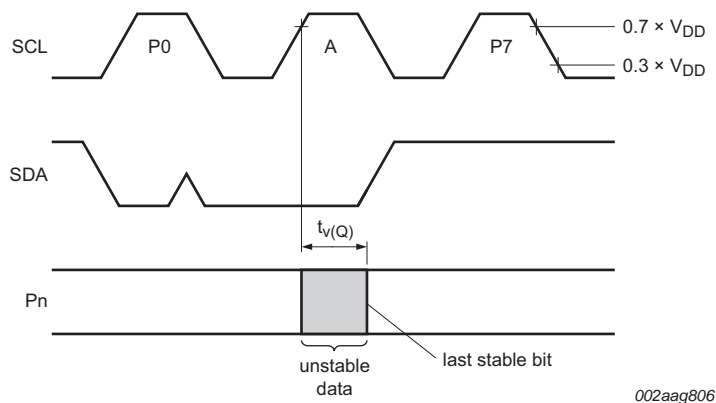 SCL
P0
A
P7
0.7 × VDD
0.3 × VDD
SDA
tv(Q)
Pn
unstable
data
last stable bit
002aag806